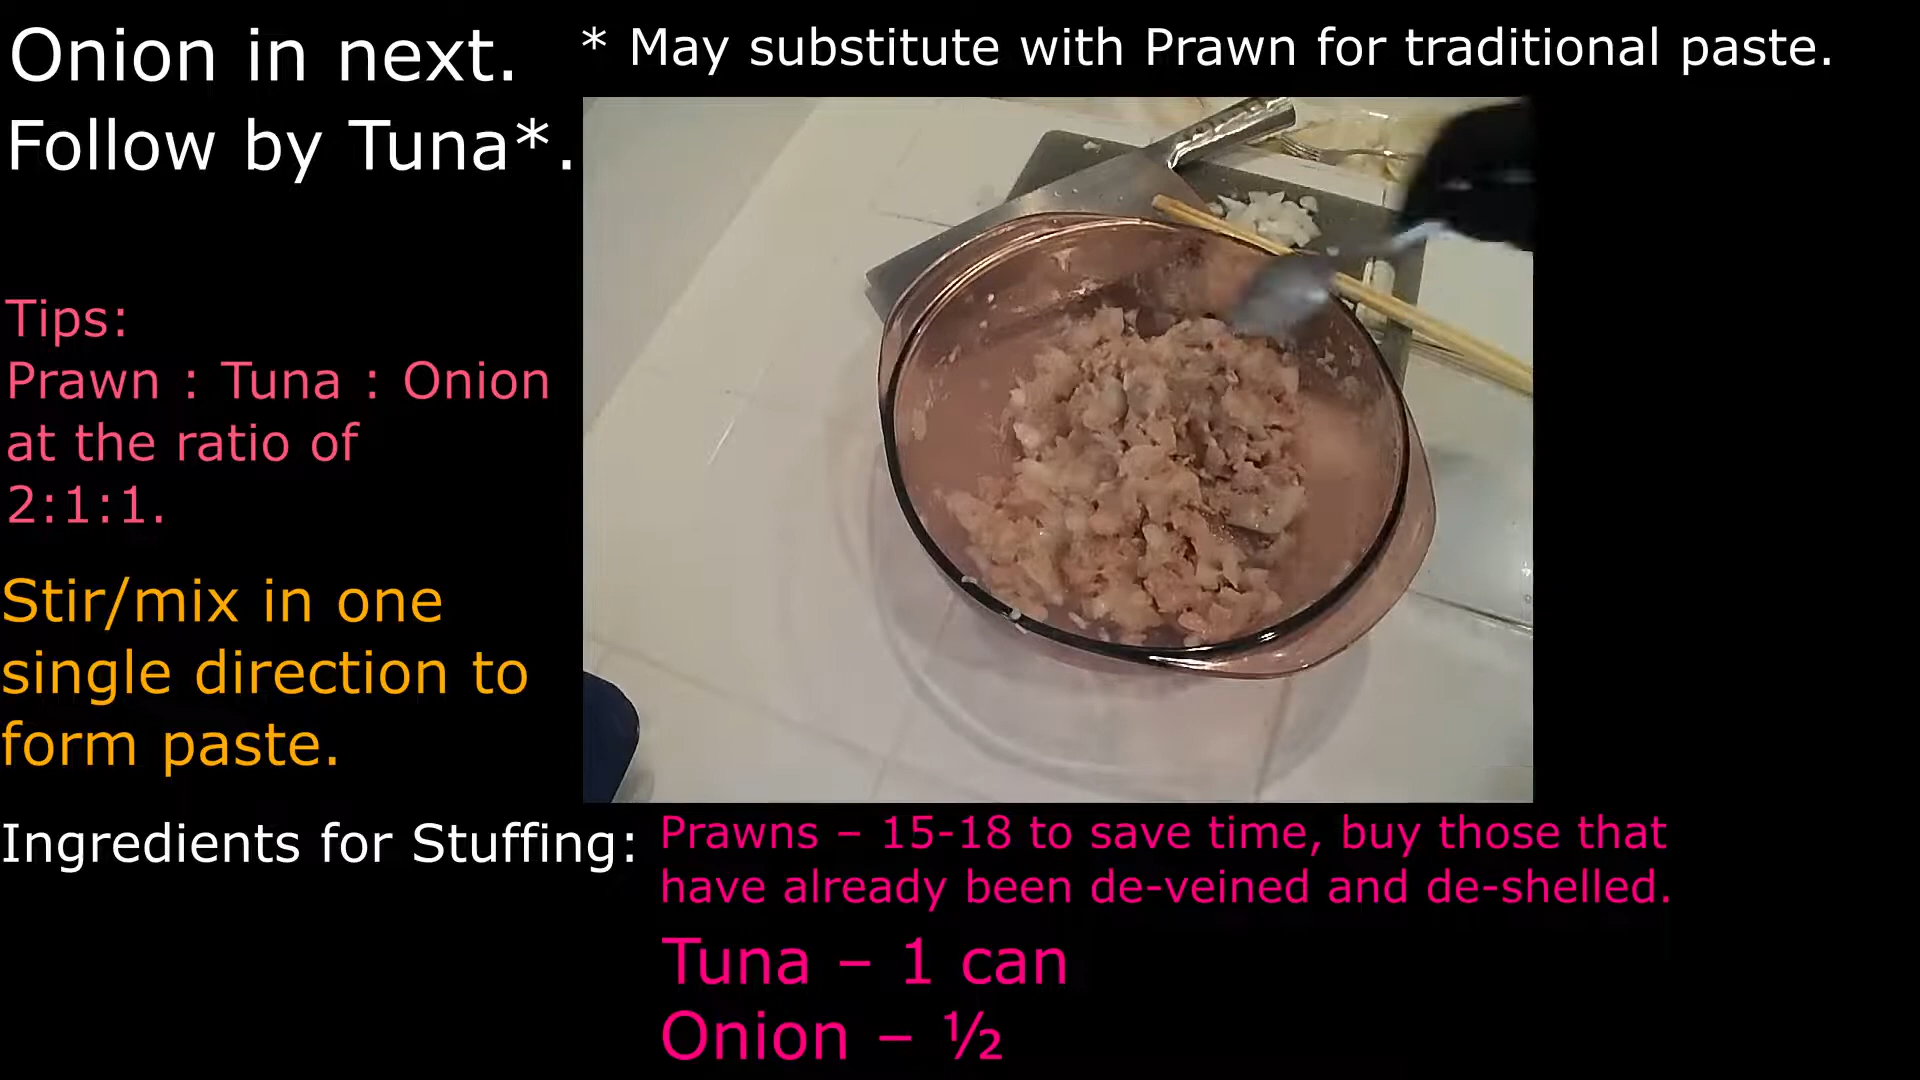 Onion in next.
Follow by Tuna*.
* May substitute with Prawn for traditional paste.
Tips:
Prawn : Tuna : Onion
at the ratio of
2:1:1.
Stir/mix in one
single direction to
form paste.
Ingredients for Stuffing:
Prawns – 15-18 to save time, buy those that
have already been de-veined and de-shelled.
Tuna – 1 can
Onion – ½